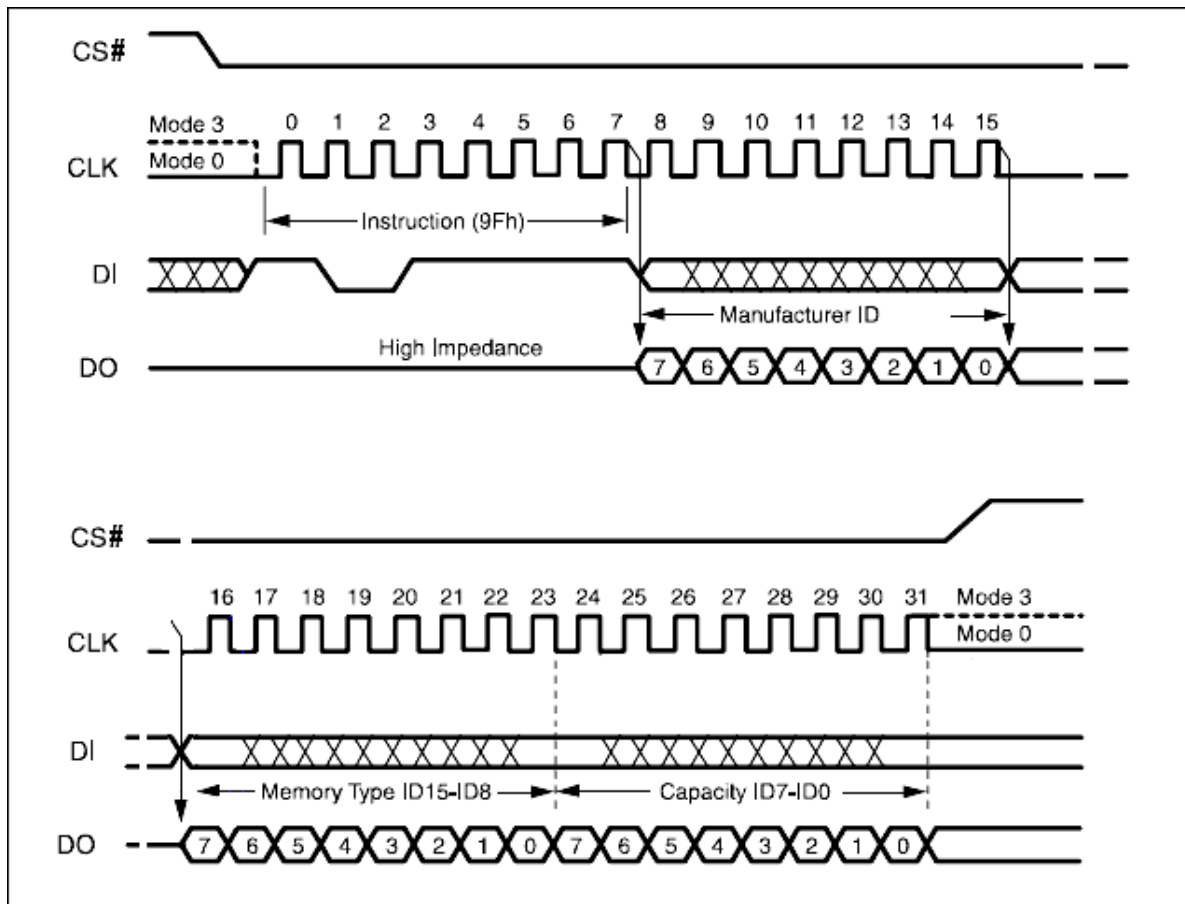 CS#
Mode 3
0 1 2 3 4 5 6 7 8 9 10 11 12 13 14 15
CLK
Mode 0
Instruction (9Fh)
DI
Manufacturer ID
High Impedance
DO
7 6 5 4 3 2 1 0
CS#
16 17 18 19 20 21 22 23 24 25 26 27 28 29 30 31
Mode 3
CLK
Mode 0
DI
Memory Type ID15-ID8
Capacity ID7-ID0
DO
7 6 5 4 3 2 1 0 7 6 5 4 3 2 1 0